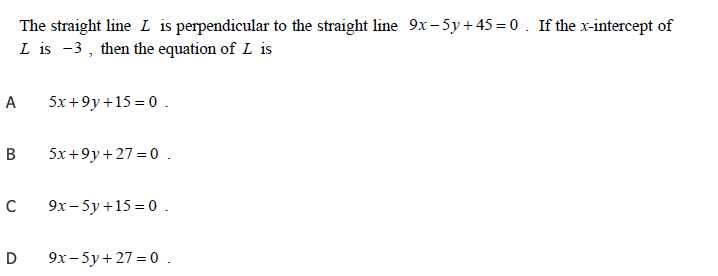 The straight line L is perpendicular to the straight line 9x−5y+45=0 . If the x-intercept of
L is −3 , then the equation of L is
A 5x+9y+15=0 .
B 5x+9y+27=0 .
C 9x−5y+15=0 .
D 9x−5y+27=0 .